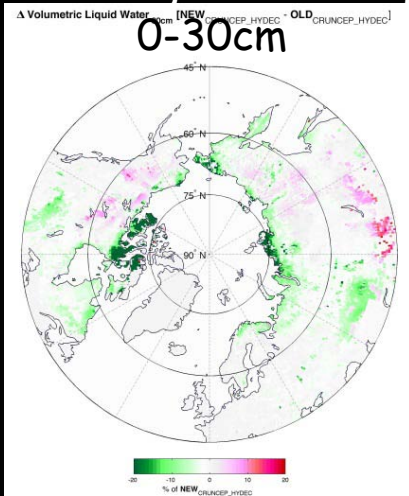 Δ Volumetric Liquid Water 30cm [NEW CRUNCEP_HYDEC - OLD CRUNCEP_HYDEC]
0-30cm
45° N
60° N
75° N
90° N
-20 -10 0 10 20
% of NEW CRUNCEP_HYDEC